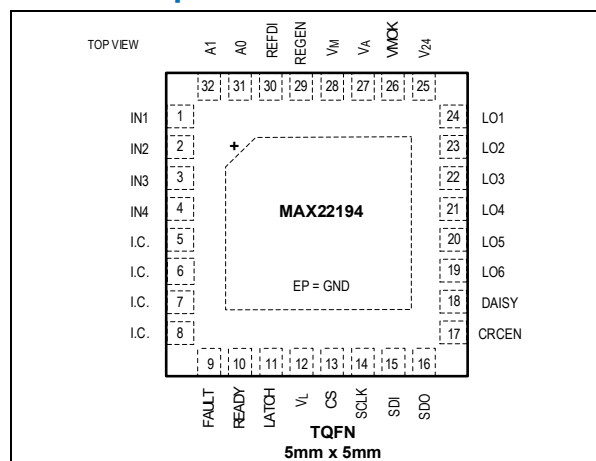 TOP VIEW
A1
A0
REFDI
REGEN
VM
VA
VMOK
V24
32
31
30
29
28
27
26
25
IN1 1
24 LO1
IN2 2
23 LO2
IN3 3
22 LO3
IN4 4
21 LO4
I.C. 5
20 LO5
I.C. 6
19 LO6
I.C. 7
18 DAISY
I.C. 8
17 CRCEN
+
MAX22194
EP = GND
9
10
11
12
13
14
15
16
FAULT
READY
LATCH
VL
CS
SCLK
SDI
SDO
TQFN
5mm x 5mm